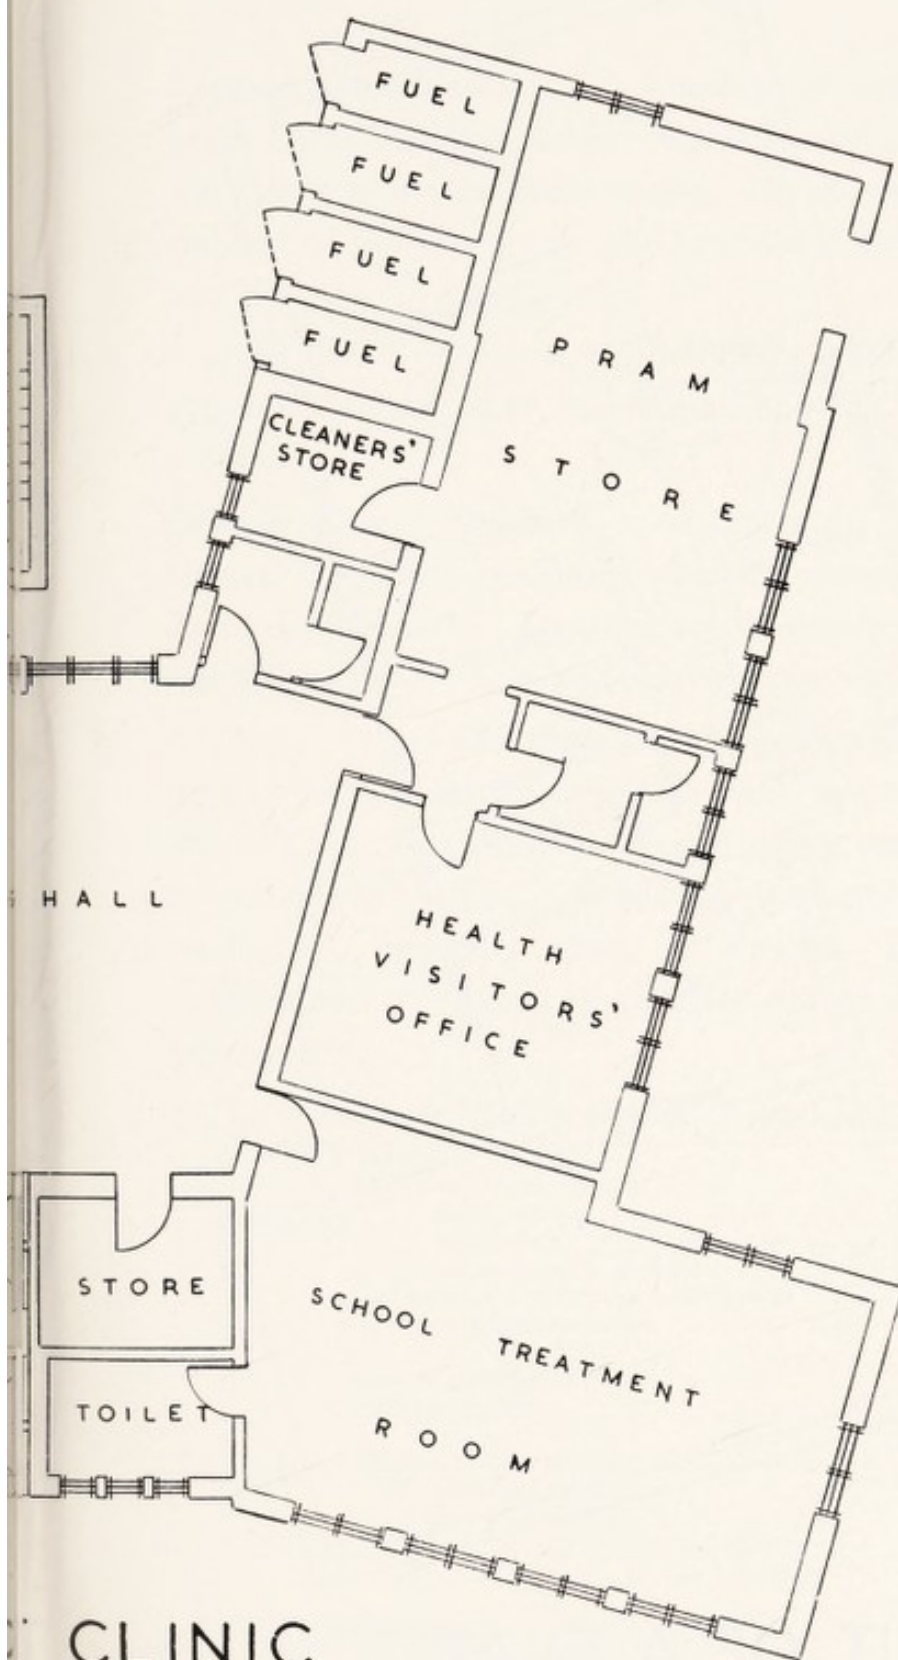 FUEL
FUEL
FUEL
FUEL
PRAM
STORE
CLEANERS'
STORE
HALL
HEALTH
VISITORS'
OFFICE
STORE
SCHOOL TREATMENT
ROOM
TOILET
CLINIC